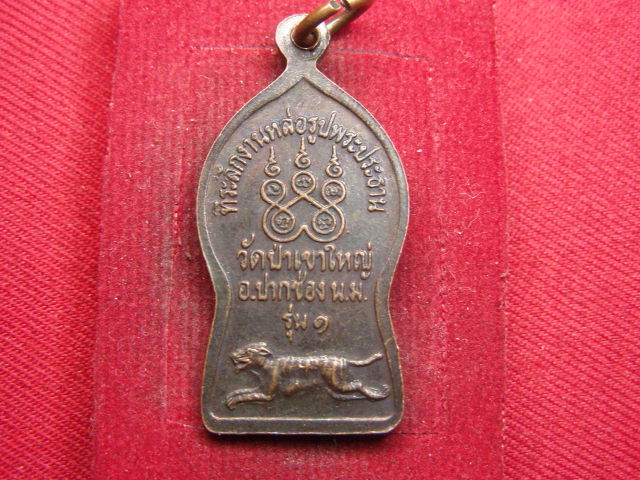 ที่ระลึกงานหล่อรูปพระประธาน
วัดป่าเขาใหญ่
อ.ปากช่อง น.ม.
รุ่น ๑